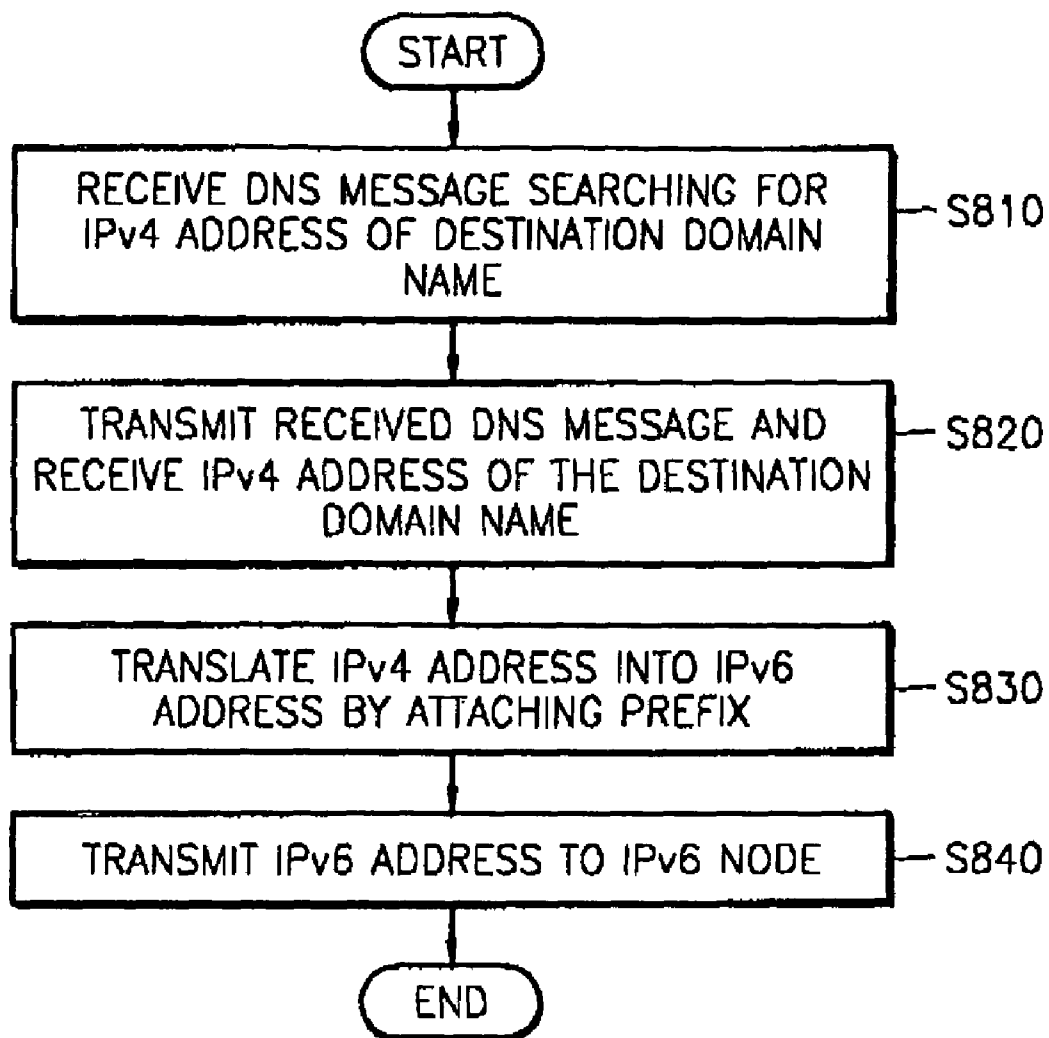 START
RECEIVE DNS MESSAGE SEARCHING FOR
IPv4 ADDRESS OF DESTINATION DOMAIN
NAME
S810
TRANSMIT RECEIVED DNS MESSAGE AND
RECEIVE IPv4 ADDRESS OF THE DESTINATION
DOMAIN NAME
S820
TRANSLATE IPv4 ADDRESS INTO IPv6
ADDRESS BY ATTACHING PREFIX
S830
TRANSMIT IPv6 ADDRESS TO IPv6 NODE
S840
END